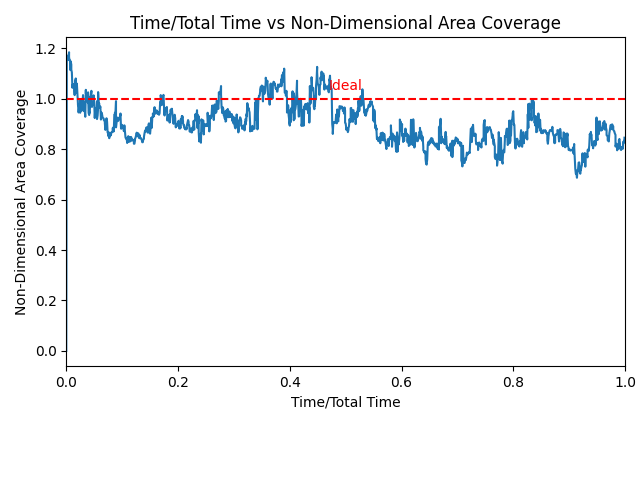 Time/Total Time vs Non-Dimensional Area Coverage
Non-Dimensional Area Coverage
1.2
1.0
0.8
0.6
0.4
0.2
0.0
Ideal
0.0 0.2 0.4 0.6 0.8 1.0
Time/Total Time